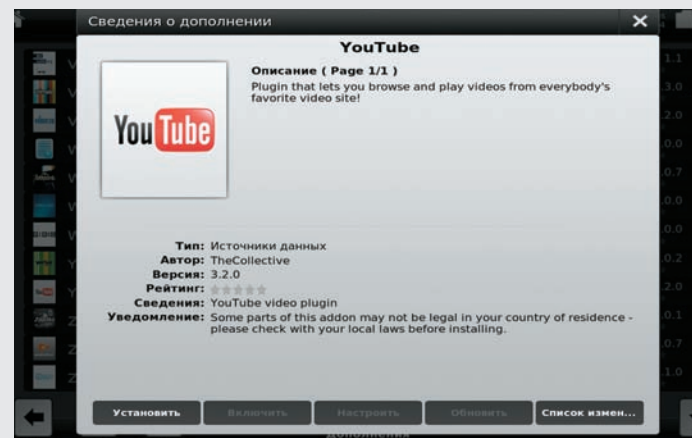 Сведения о дополнении
YouTube
Описание ( Page 1/1 )
Plugin that lets you browse and play videos from everybody's
favorite video site!
You Tube
Тип: Источники данных
Автор: TheCollective
Версия: 3.2.0
Рейтинг:
Сведения: YouTube video plugin
Уведомление: Some parts of this addon may not be legal in your country of residence -
please check with your local laws before installing.
Установить Включить Настроить Обновить Список измен...